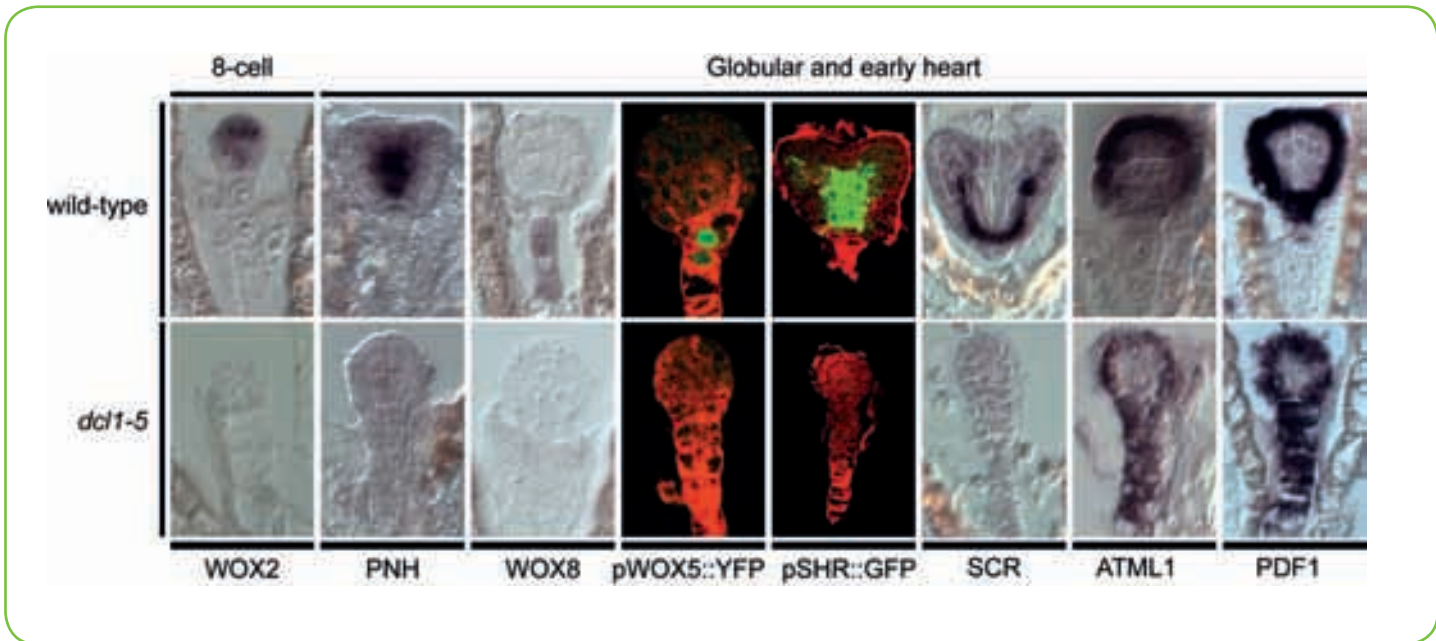 8-cell Globular and early heart
wild-type
dcl1-5
WOX2 PNH WOX8 pWOX5::YFP pSHR::GFP SCR ATML1 PDF1